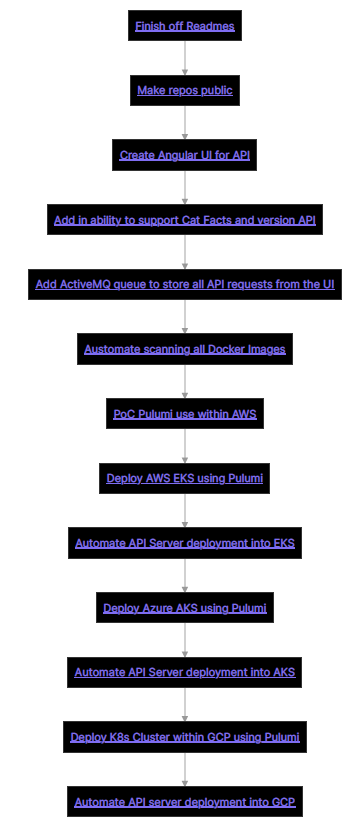 Finish off Readmes
Make repos public
Create Angular UI for API
Add in ability to support Cat Facts and version API
Add ActiveMQ queue to store all API requests from the UI
Austomate scanning all Docker Images
PoC Pulumi use within AWS
Deploy AWS EKS using Pulumi
Automate API Server deployment into EKS
Deploy Azure AKS using Pulumi
Automate API Server deployment into AKS
Deploy K8s Cluster within GCP using Pulumi
Automate API server deployment into GCP